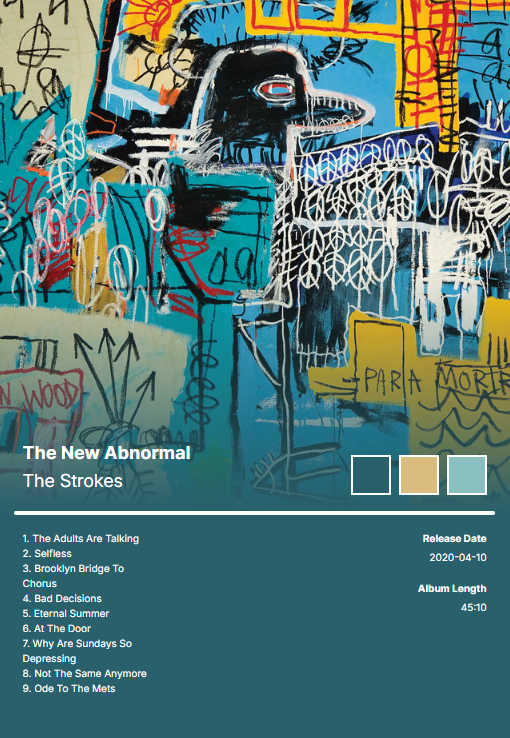 N WOOD
PARA MORIR
The New Abnormal
The Strokes
1. The Adults Are Talking
2. Selfless
3. Brooklyn Bridge To
Chorus
4. Bad Decisions
5. Eternal Summer
6. At The Door
7. Why Are Sundays So
Depressing
8. Not The Same Anymore
9. Ode To The Mets
Release Date
2020-04-10
Album Length
45:10